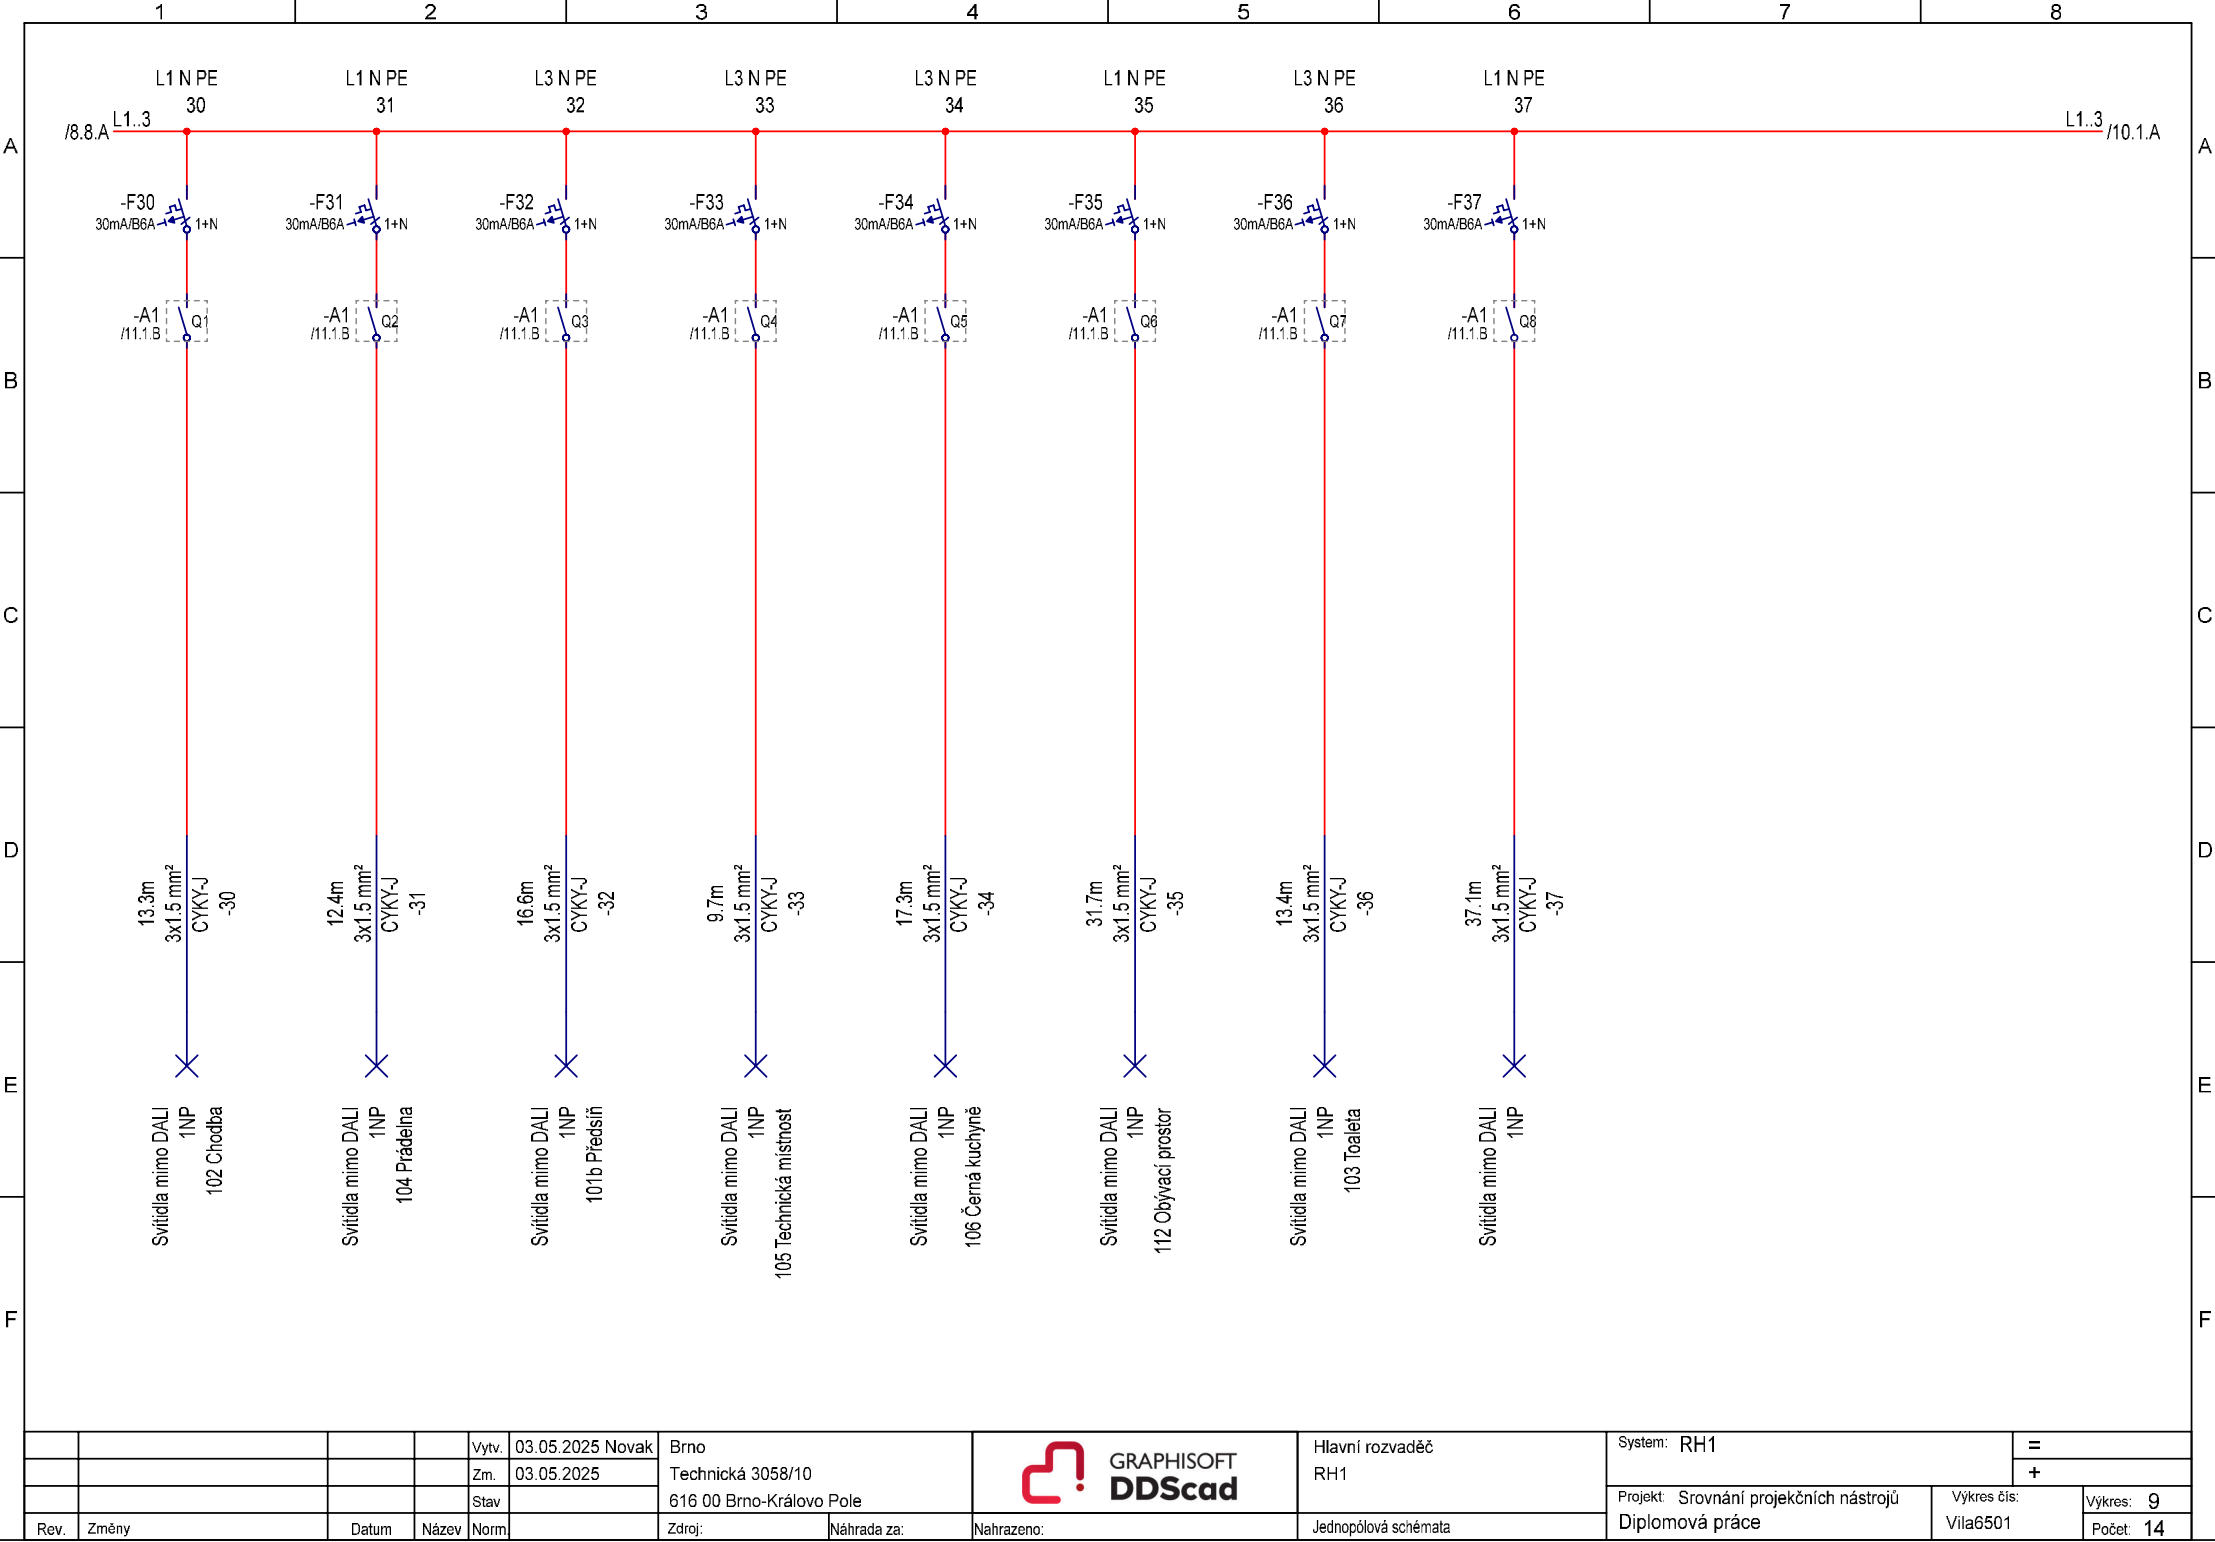 1 2 3 4 5 6 7 8
L1 N PE L1 N PE L3 N PE L3 N PE L3 N PE L1 N PE L3 N PE L1 N PE
30 31 32 33 34 35 36 37
/8.8.A L1..3 L1..3 /10.1.A
A A
-F30 -F31 -F32 -F33 -F34 -F35 -F36 -F37
30mA/B6A 1+N 30mA/B6A 1+N 30mA/B6A 1+N 30mA/B6A 1+N 30mA/B6A 1+N 30mA/B6A 1+N 30mA/B6A 1+N 30mA/B6A 1+N
-A1 Q1 -A1 Q2 -A1 Q3 -A1 Q4 -A1 Q5 -A1 Q6 -A1 Q7 -A1 Q8
/11.1.B /11.1.B /11.1.B /11.1.B /11.1.B /11.1.B /11.1.B /11.1.B
B B
C C
D D
13.3m
3x1.5 mm²
CYKY-J
-30
12.4m
3x1.5 mm²
CYKY-J
-31
16.6m
3x1.5 mm²
CYKY-J
-32
9.7m
3x1.5 mm²
CYKY-J
-33
17.3m
3x1.5 mm²
CYKY-J
-34
31.7m
3x1.5 mm²
CYKY-J
-35
13.4m
3x1.5 mm²
CYKY-J
-36
37.1m
3x1.5 mm²
CYKY-J
-37
E E
Svítidla mimo DALI
1NP
102 Chodba
Svítidla mimo DALI
1NP
104 Prádelna
Svítidla mimo DALI
1NP
101b Předsíň
Svítidla mimo DALI
1NP
105 Technická místnost
Svítidla mimo DALI
1NP
106 Černá kuchyně
Svítidla mimo DALI
1NP
112 Obývací prostor
Svítidla mimo DALI
1NP
103 Toaleta
Svítidla mimo DALI
1NP
F F
Vytv. 03.05.2025 Novak
Zm. 03.05.2025
Stav
Rev. Změny Datum Název Norm.
Brno
Technická 3058/10
616 00 Brno-Královo Pole
Zdroj: Náhrada za: Nahrazeno:
GRAPHISOFT
DDScad
Hlavní rozvaděč
RH1
Jednopólová schémata
System: RH1
=
+
Projekt: Srovnání projekčních nástrojů
Diplomová práce
Výkres čís:
Vila6501
Výkres: 9
Počet: 14